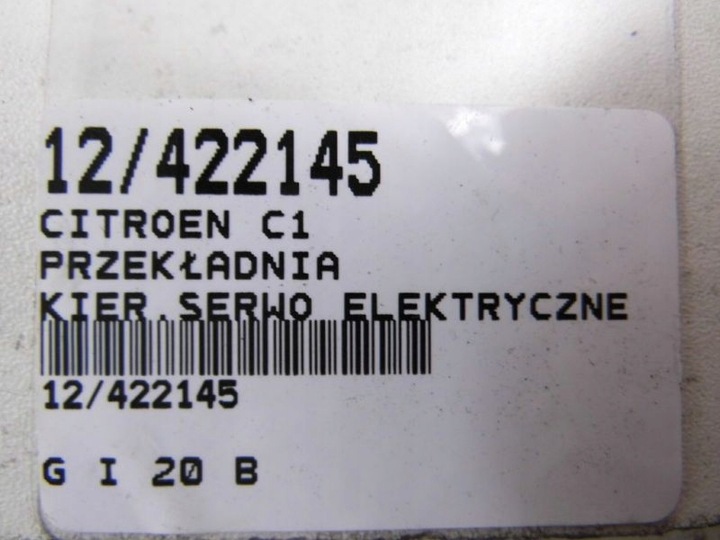 12/422145
CITROEN C1
PRZEKŁADNIA
KIER.SERWO ELEKTRYCZNE
12/422145
G I 20 B